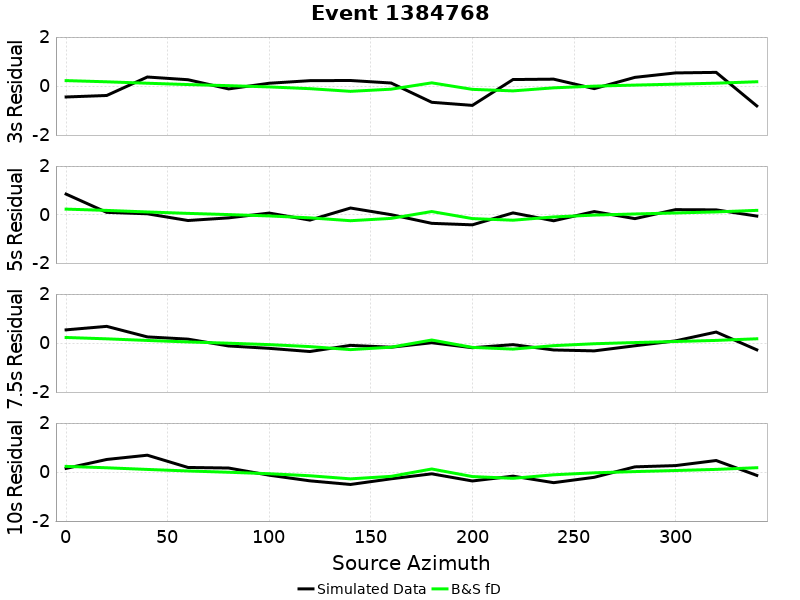 Event 1384768
3s Residual
2
0
-2
5s Residual
2
0
-2
7.5s Residual
2
0
-2
10s Residual
2
0
-2
0 50 100 150 200 250 300
Source Azimuth
Simulated Data B&S fD